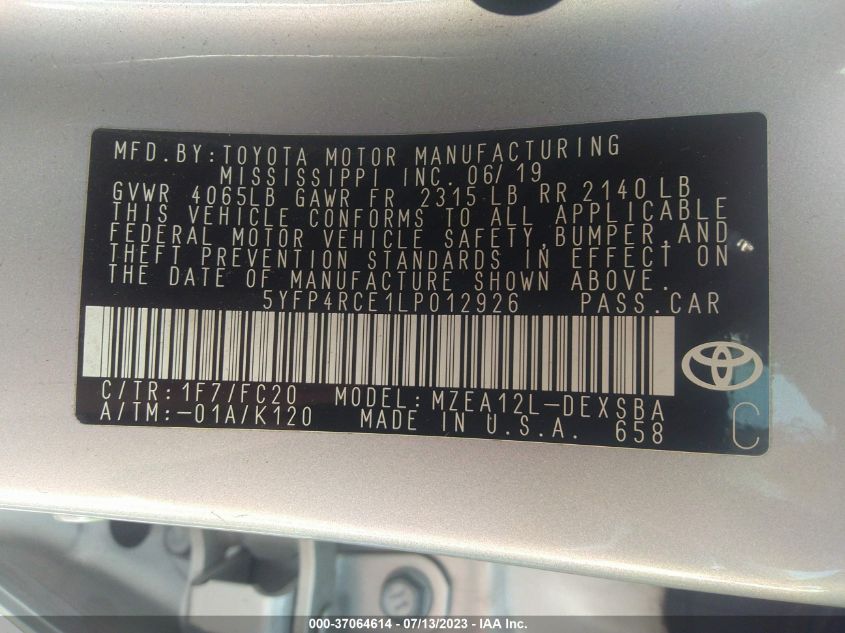 MFD.BY:TOYOTA MOTOR MANUFACTURING
MISSISSIPPI INC. 06/19
GVWR 4065LB GAWR FR 2315LB RR 2140LB
THIS VEHICLE CONFORMS TO ALL APPLICABLE
FEDERAL MOTOR VEHICLE SAFETY,BUMPER,AND
THEFT PREVENTION STANDARDS IN EFFECT ON
THE DATE OF MANUFACTURE SHOWN ABOVE.
5YFP4RCE1LP012926 PASS.CAR
C/TR:1F7/FC20 MODEL:MZEA12L-DEXSBA
A/TM:-01A/K120 MADE IN U.S.A. 658
C
000-37064614 - 07/13/2023 - IAA Inc.